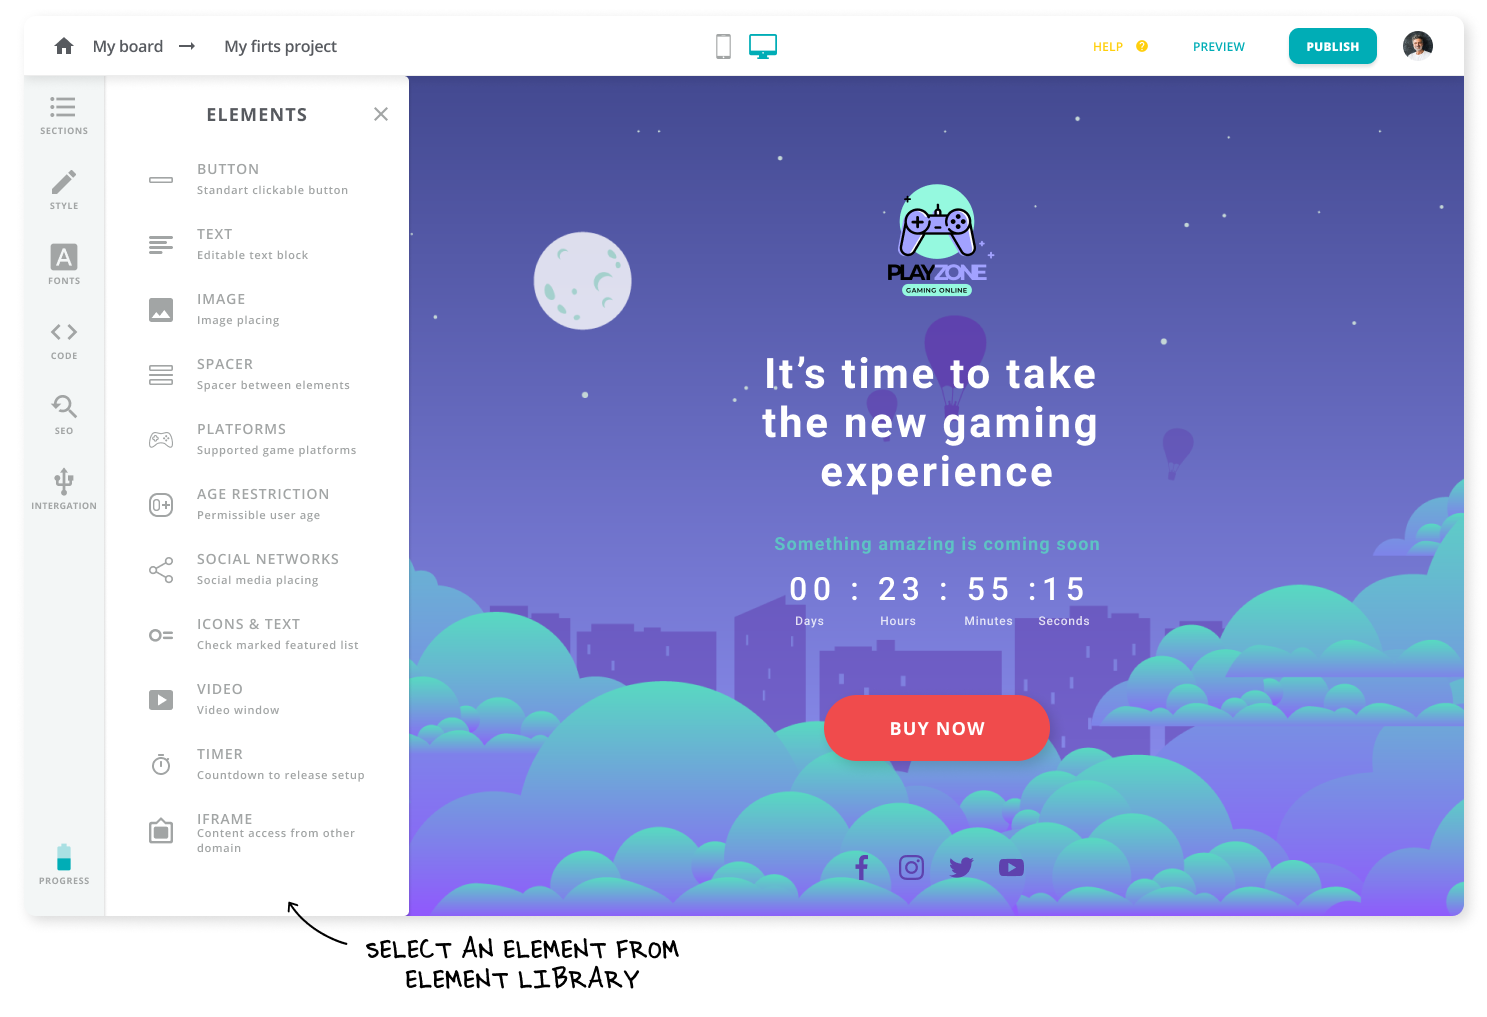 My board → My firts project
HELP ?
PREVIEW
PUBLISH
SECTIONS
STYLE
A
FONTS
CODE
SEO
INTERGATION
PROGRESS
ELEMENTS
BUTTON
Standart clickable button
TEXT
Editable text block
IMAGE
Image placing
SPACER
Spacer between elements
PLATFORMS
Supported game platforms
0+
AGE RESTRICTION
Permissible user age
SOCIAL NETWORKS
Social media placing
ICONS & TEXT
Check marked featured list
VIDEO
Video window
TIMER
Countdown to release setup
IFRAME
Content access from other
domain
PLAYZONE
GAMING ONLINE
It’s time to take
the new gaming
experience
Something amazing is coming soon
00 : 23 : 55 :15
Days Hours Minutes Seconds
BUY NOW
SELECT AN ELEMENT FROM
ELEMENT LIBRARY